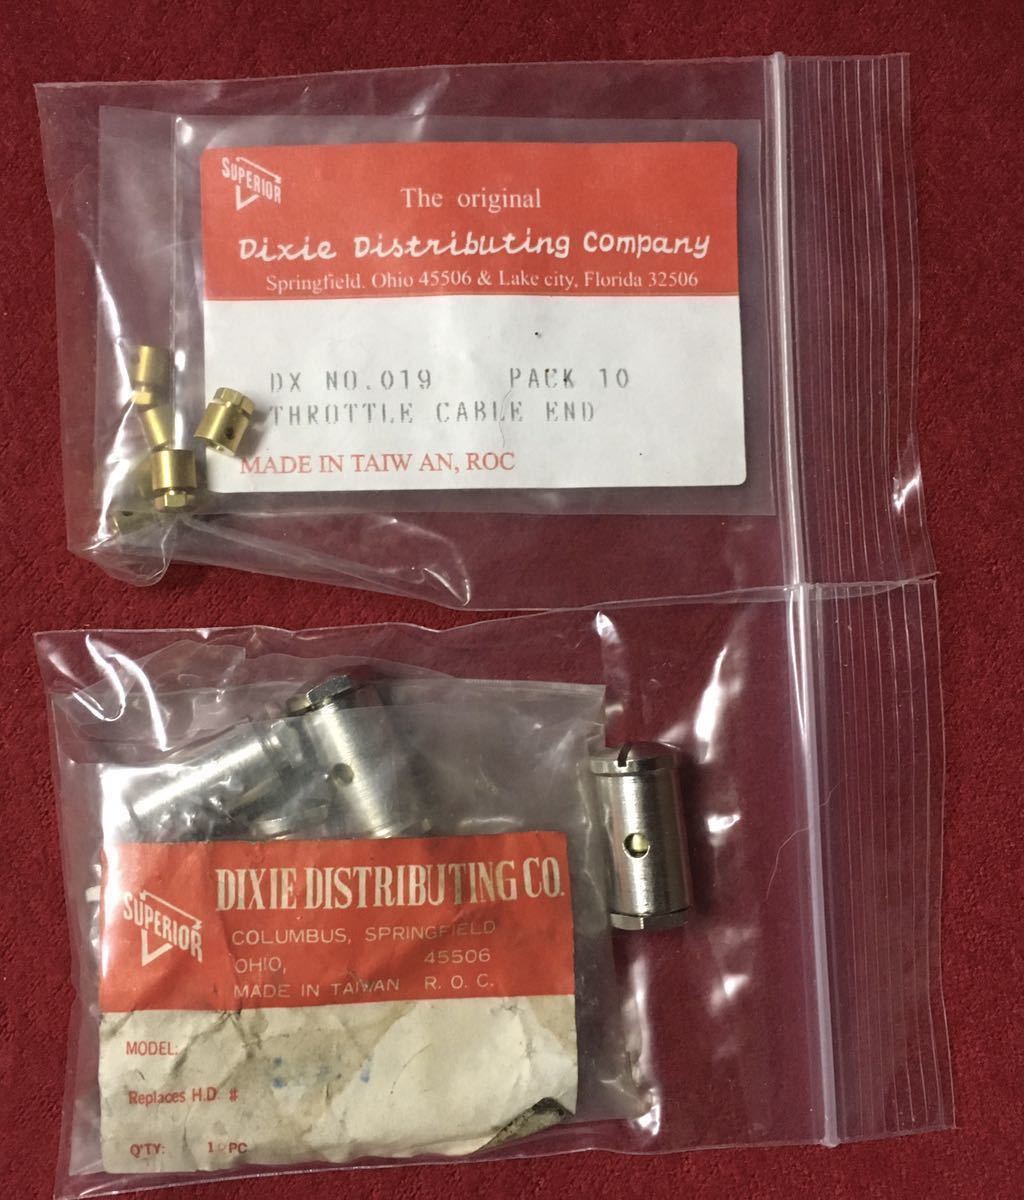 SUPERIOR
The original
Dixie Distributing Company
Springfield. Ohio 45506 & Lake city, Florida 32506
DX NO.019 PACK 10
THROTTLE CABLE END
MADE IN TAIW AN, ROC
SUPERIOR
DIXIE DISTRIBUTING CO.
COLUMBUS, SPRINGFIELD
OHIO, 45506
MADE IN TAIWAN R. O. C.
MODEL:
Replaces H.D. #
Q'TY: 1 PC